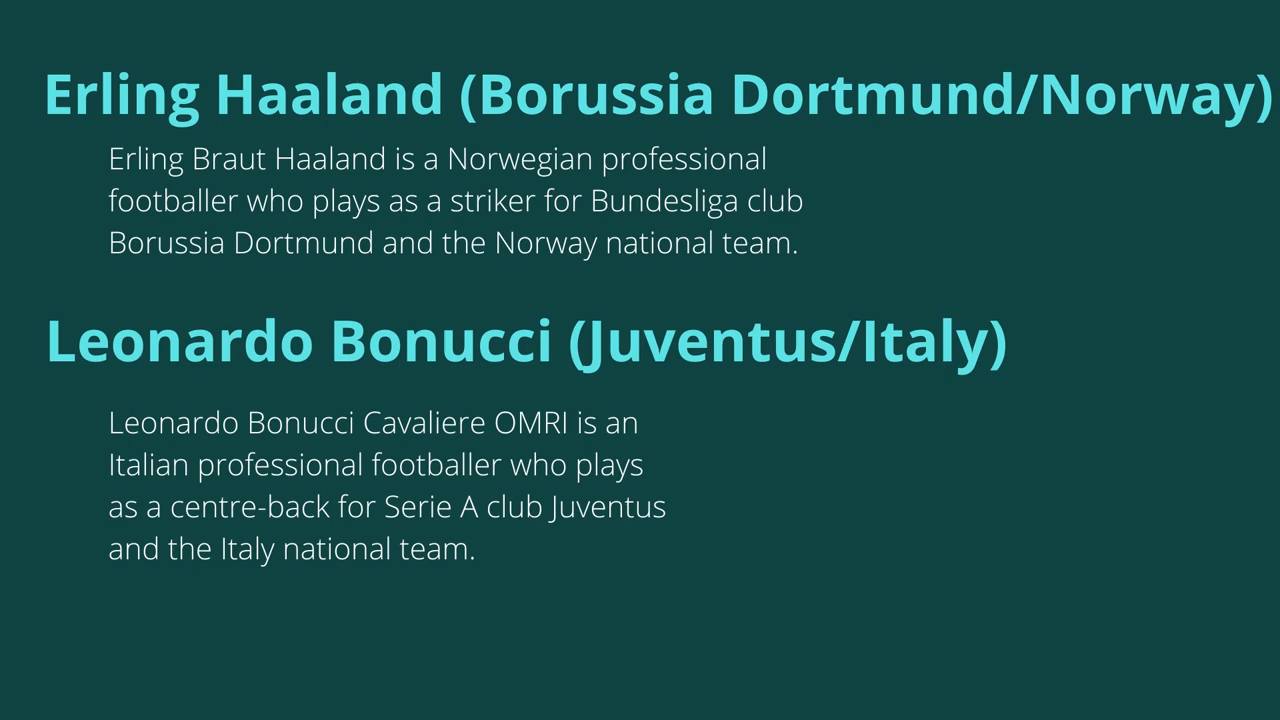 Erling Haaland (Borussia Dortmund/Norway)
Erling Braut Haaland is a Norwegian professional
footballer who plays as a striker for Bundesliga club
Borussia Dortmund and the Norway national team.
Leonardo Bonucci (Juventus/Italy)
Leonardo Bonucci Cavaliere OMRI is an
Italian professional footballer who plays
as a centre-back for Serie A club Juventus
and the Italy national team.